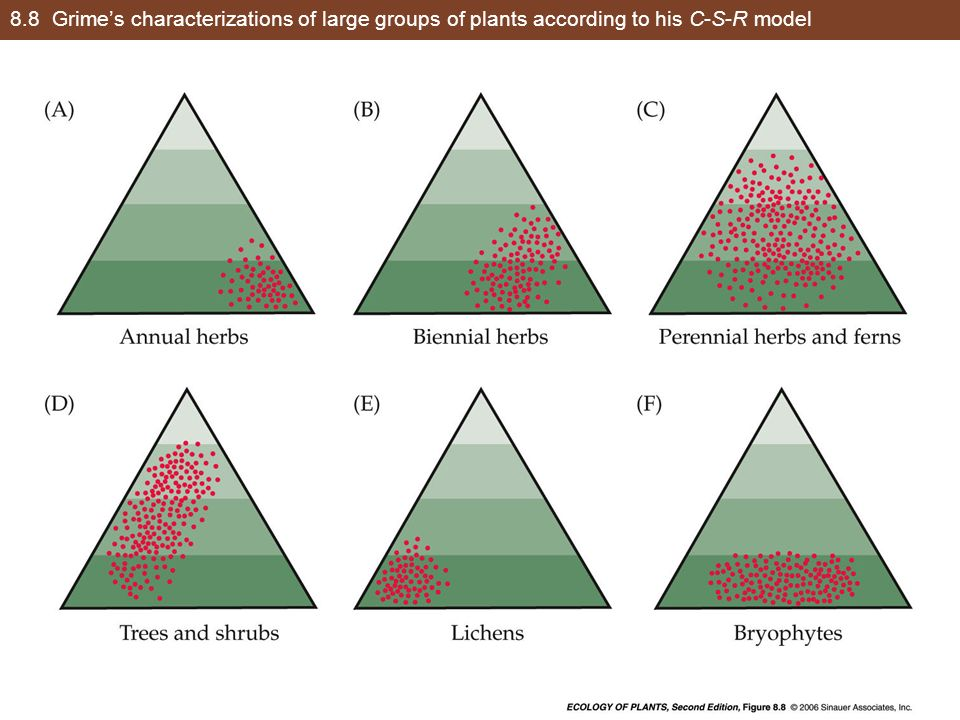 8.8 Grime's characterizations of large groups of plants according to his C-S-R model
(A)
(B)
(C)
Annual herbs
Biennial herbs
Perennial herbs and ferns
(D)
(E)
(F)
Trees and shrubs
Lichens
Bryophytes
ECOLOGY OF PLANTS, Second Edition, Figure 8.8 © 2006 Sinauer Associates, Inc.